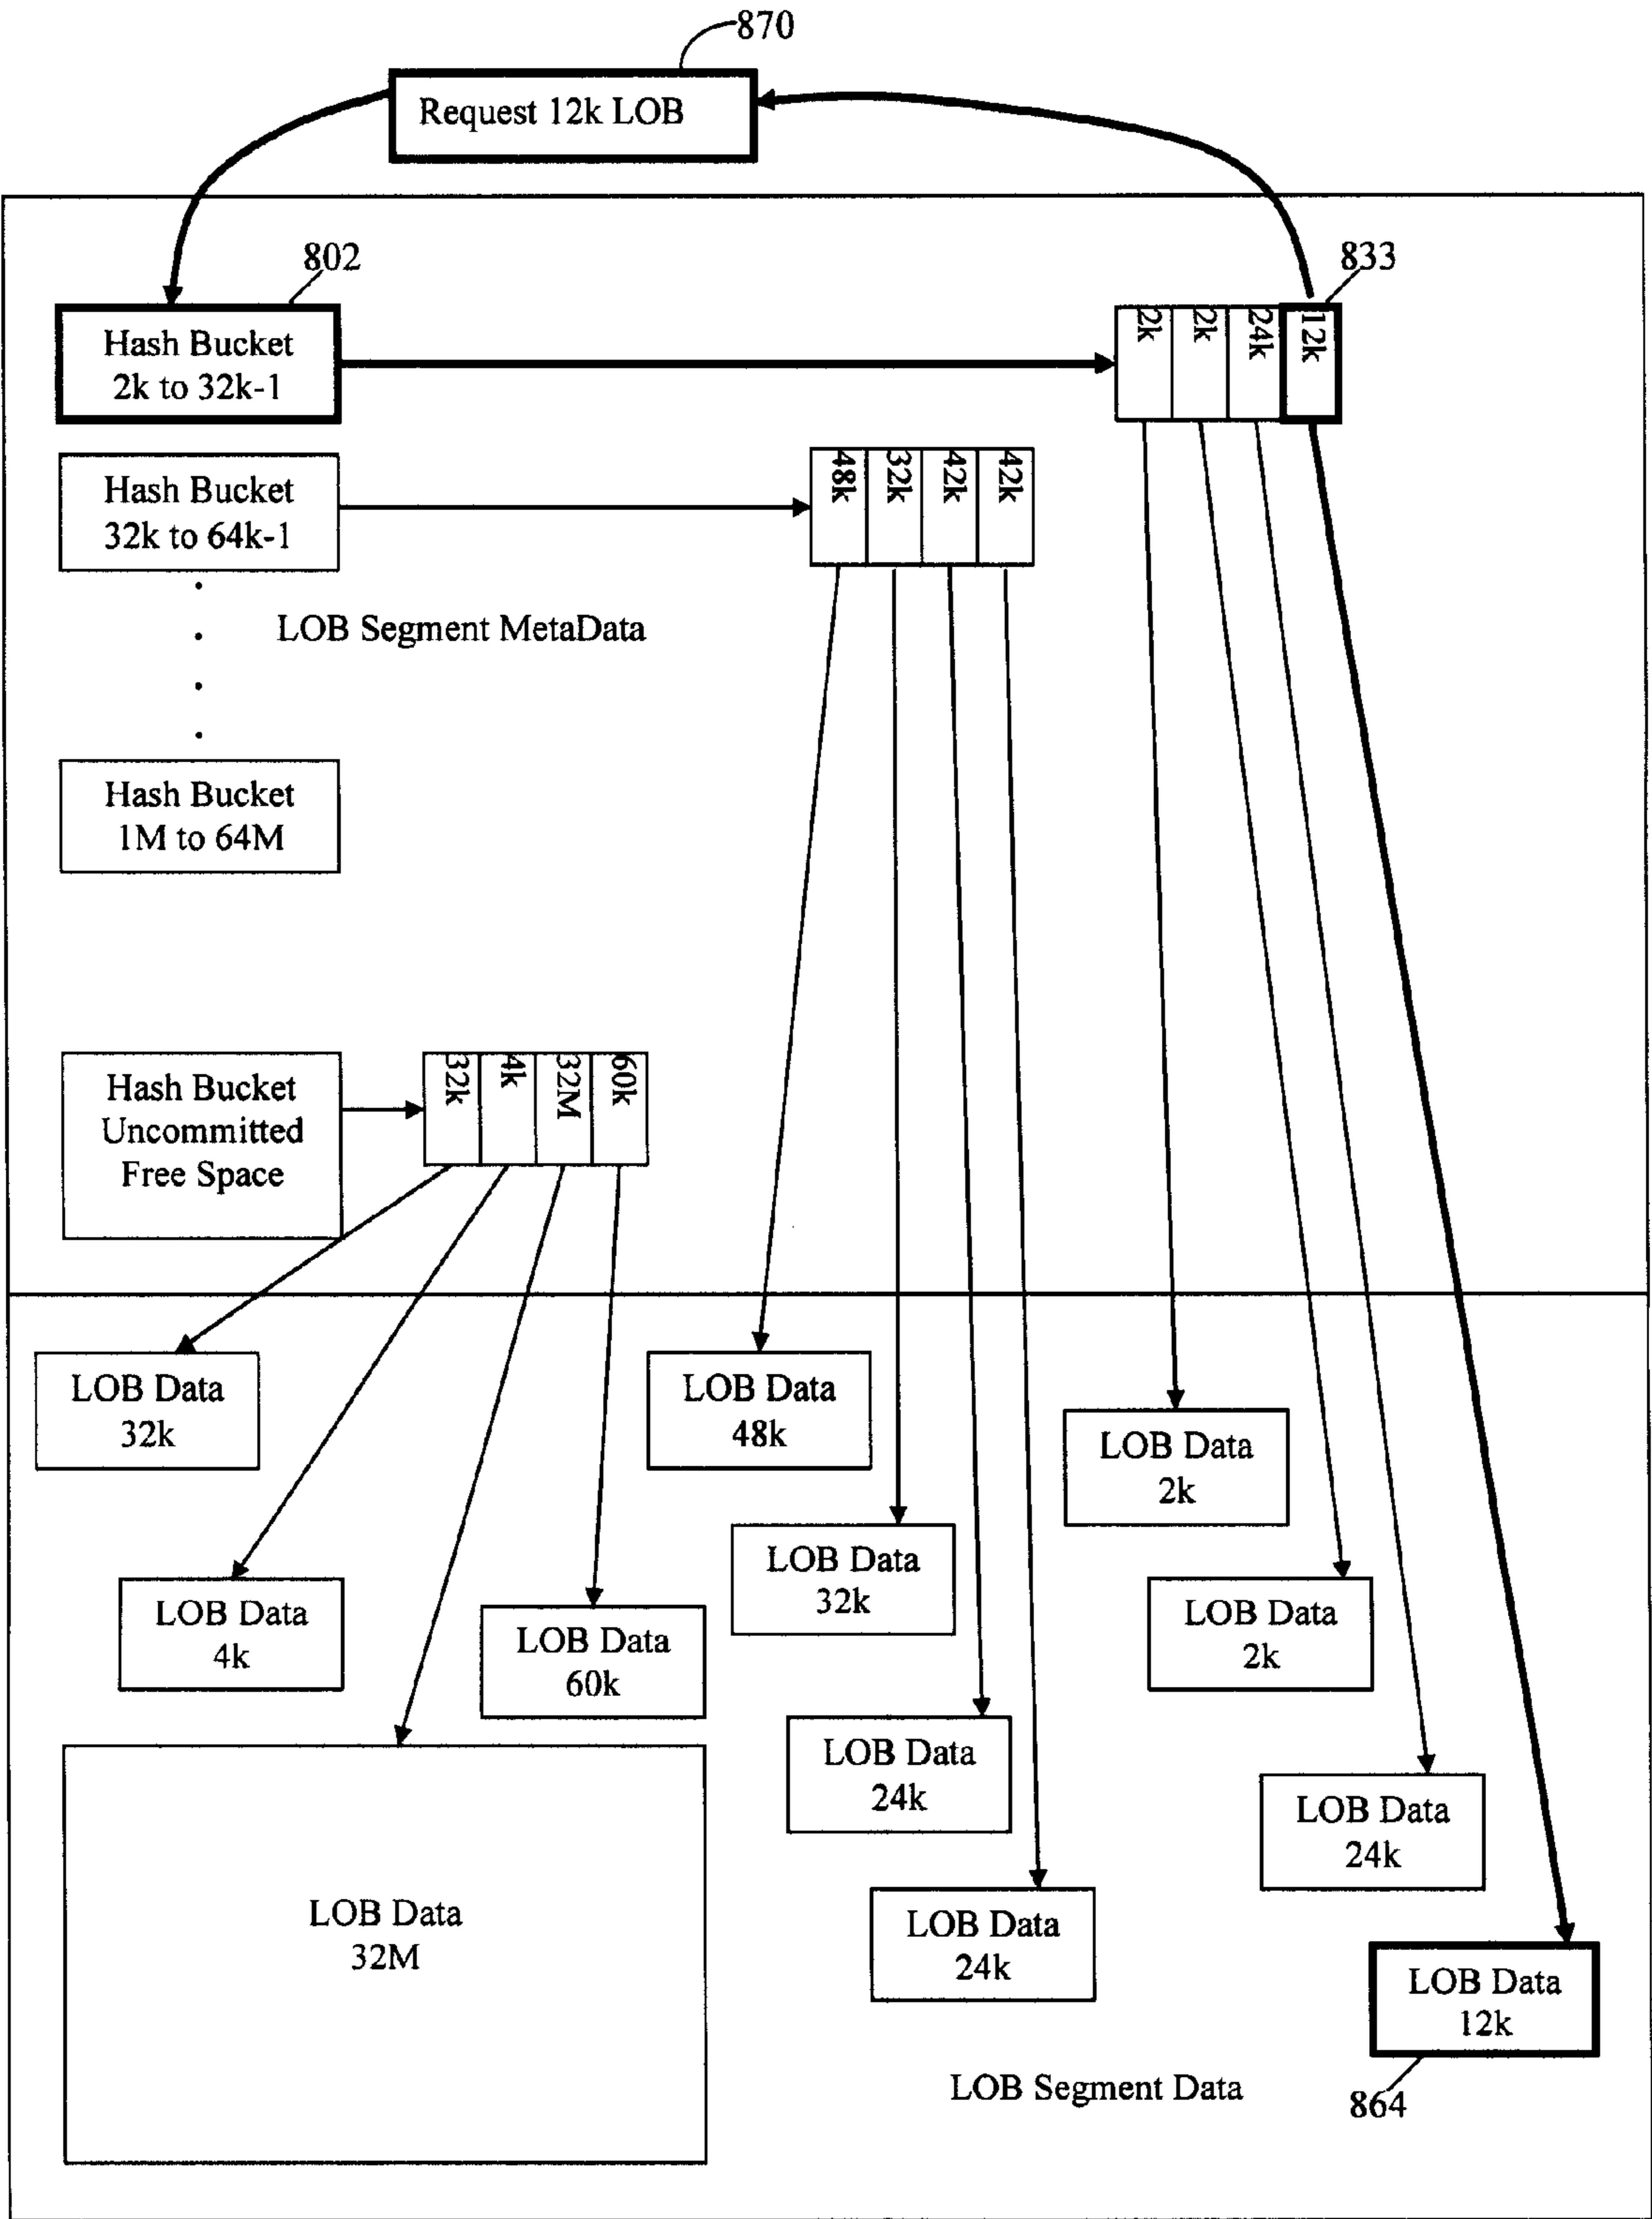 870
Request 12k LOB
802
833
Hash Bucket
2k to 32k-1
2k
2k
24k
12k
Hash Bucket
32k to 64k-1
48k
32k
42k
42k
LOB Segment MetaData
Hash Bucket
1M to 64M
Hash Bucket
Uncommitted
Free Space
32k
4k
32M
60k
LOB Data
32k
LOB Data
48k
LOB Data
2k
LOB Data
32k
LOB Data
4k
LOB Data
60k
LOB Data
2k
LOB Data
24k
LOB Data
24k
LOB Data
32M
LOB Data
24k
LOB Data
12k
LOB Segment Data
864